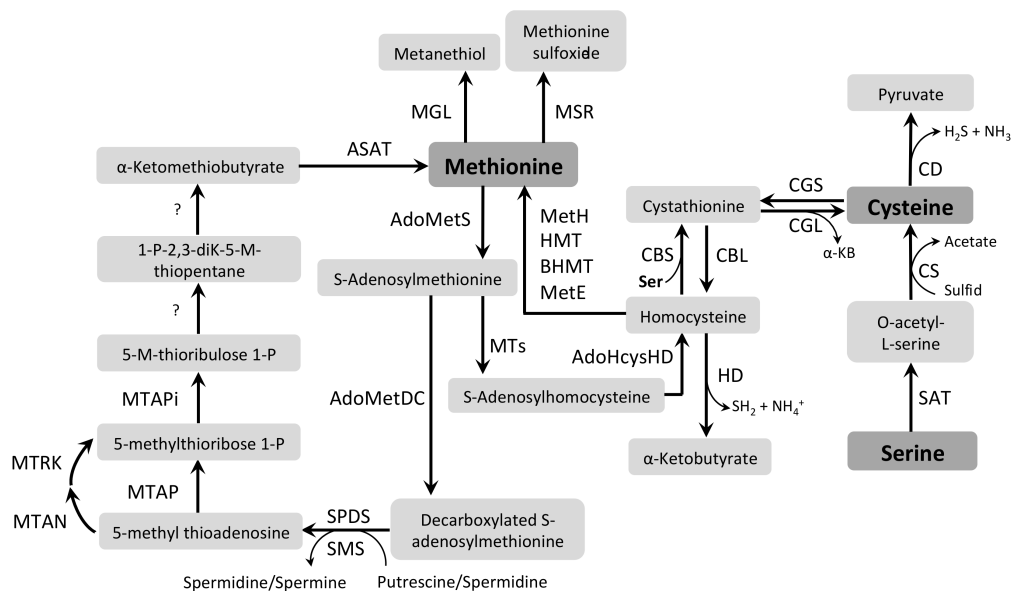 Methionine
sulfoxide
Metanethiol
Pyruvate
MGL
MSR
H₂S + NH₃
ASAT
CD
α-Ketomethiobutyrate
Methionine
CGS
Cystathionine
Cysteine
?
AdoMetS
MetH
HMT
BHMT
MetE
CGL
α-KB
Acetate
1-P-2,3-diK-5-M-
thiopentane
CBS
CBL
CS
S-Adenosylmethionine
Ser
Sulfid
?
Homocysteine
O-acetyl-
L-serine
5-M-thioribulose 1-P
MTs
AdoHcysHD
HD
AdoMetDC
S-Adenosylhomocysteine
SH₂ + NH₄⁺
SAT
MTAPi
5-methylthioribose 1-P
Serine
MTRK
α-Ketobutyrate
MTAP
MTAN
5-methyl thioadenosine
SPDS
SMS
Decarboxylated S-
adenosylmethionine
Spermidine/Spermine
Putrescine/Spermidine